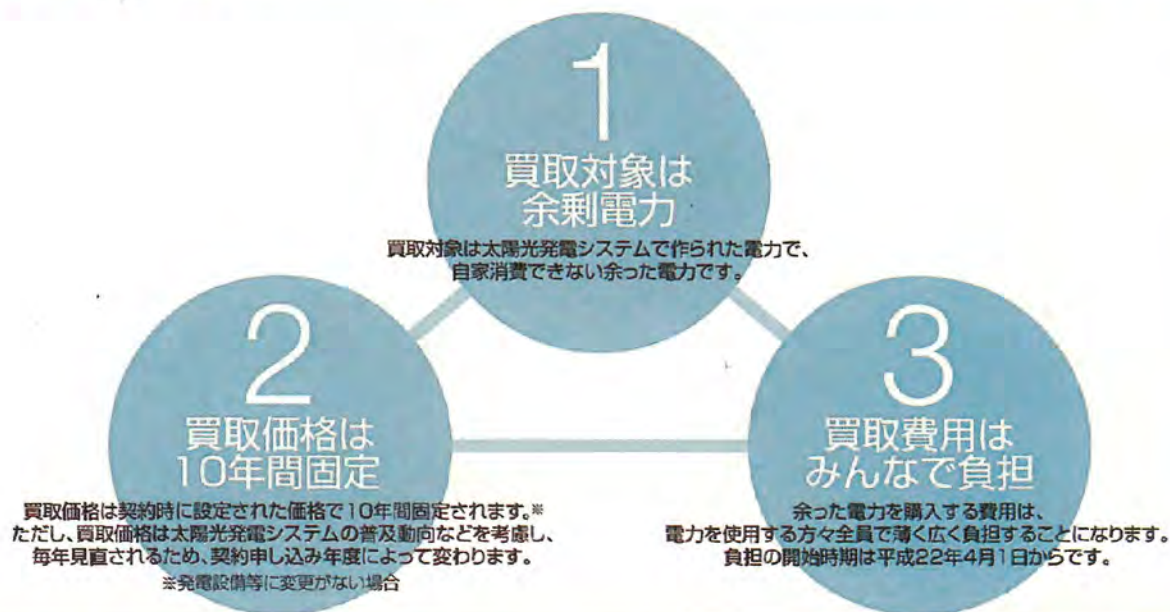 1
買取対象は
余剰電力
買取対象は太陽光発電システムで作られた電力で、
自家消費できない余った電力です。
2
買取価格は
10年間固定
買取価格は契約時に設定された価格で10年間固定されます。※
ただし、買取価格は太陽光発電システムの普及動向などを考慮し、
毎年見直されるため、契約申し込み年度によって変わります。
※発電設備等に変更がない場合
3
買取費用は
みんなで負担
余った電力を購入する費用は、
電力を使用する方々全員で薄く広く負担することになります。
負担の開始時期は平成22年4月1日からです。